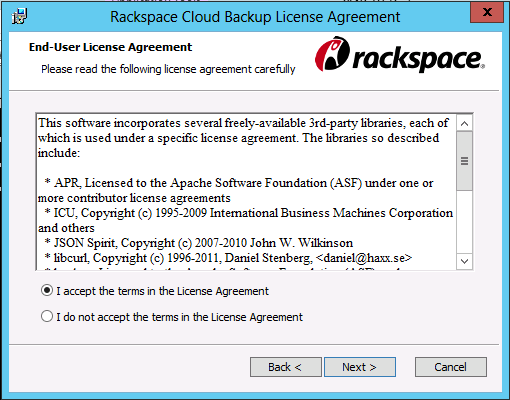 Rackspace Cloud Backup License Agreement
x
End-User License Agreement
Please read the following license agreement carefully
rackspace.
This software incorporates several freely-available 3rd-party libraries, each of
which is used under a specific license agreement. The libraries so described
include:
* APR, Licensed to the Apache Software Foundation (ASF) under one or
more contributor license agreements
* ICU, Copyright (c) 1995-2009 International Business Machines Corporation
and others
* JSON Spirit, Copyright (c) 2007-2010 John W. Wilkinson
* libcurl, Copyright (c) 1996-2011, Daniel Stenberg, <daniel@haxx.se>
I accept the terms in the License Agreement
I do not accept the terms in the License Agreement
Back <
Next >
Cancel